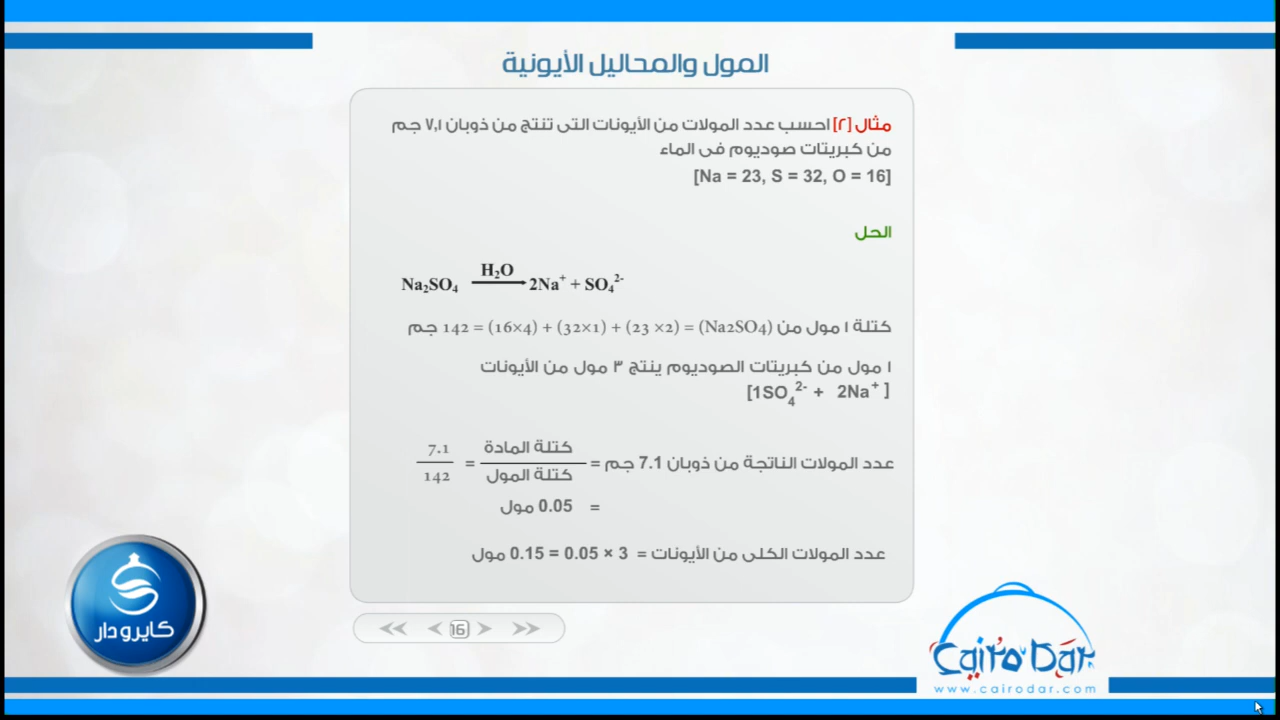 المول والمحاليل الأيونية
مثال [٢] احسب عدد المولات من الأيونات التى تنتج من ذوبان ٧,١ جم
من كبريتات صوديوم فى الماء
[Na = 23, S = 32, O = 16]
الحل
Na₂SO₄ —H₂O→ 2Na⁺ + SO₄²⁻
كتلة ١ مول من (Na2SO4) = (23 ×2) + (32×1) + (16×4) = 142 جم
١ مول من كبريتات الصوديوم ينتج ٣ مول من الأيونات
[1SO₄²⁻ + 2Na⁺ ]
عدد المولات الناتجة من ذوبان 7.1 جم = كتلة المادة / كتلة المول = 7.1 / 142
= 0.05 مول
عدد المولات الكلى من الأيونات = 3 × 0.05 = 0.15 مول
16
كايرو دار
Cairo Dar
www.cairodar.com